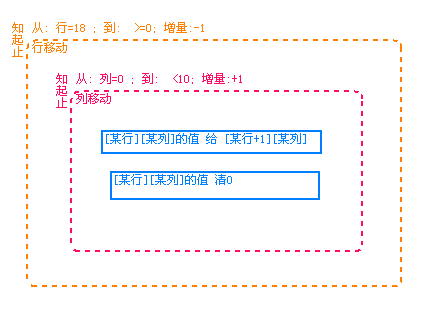 知起止
从: 行=18 ; 到: >=0; 增量:-1
行移动
知起止
从: 列=0 ; 到: <10; 增量:+1
列移动
[某行][某列]的值 给 [某行+1][某列]
[某行][某列]的值 清0